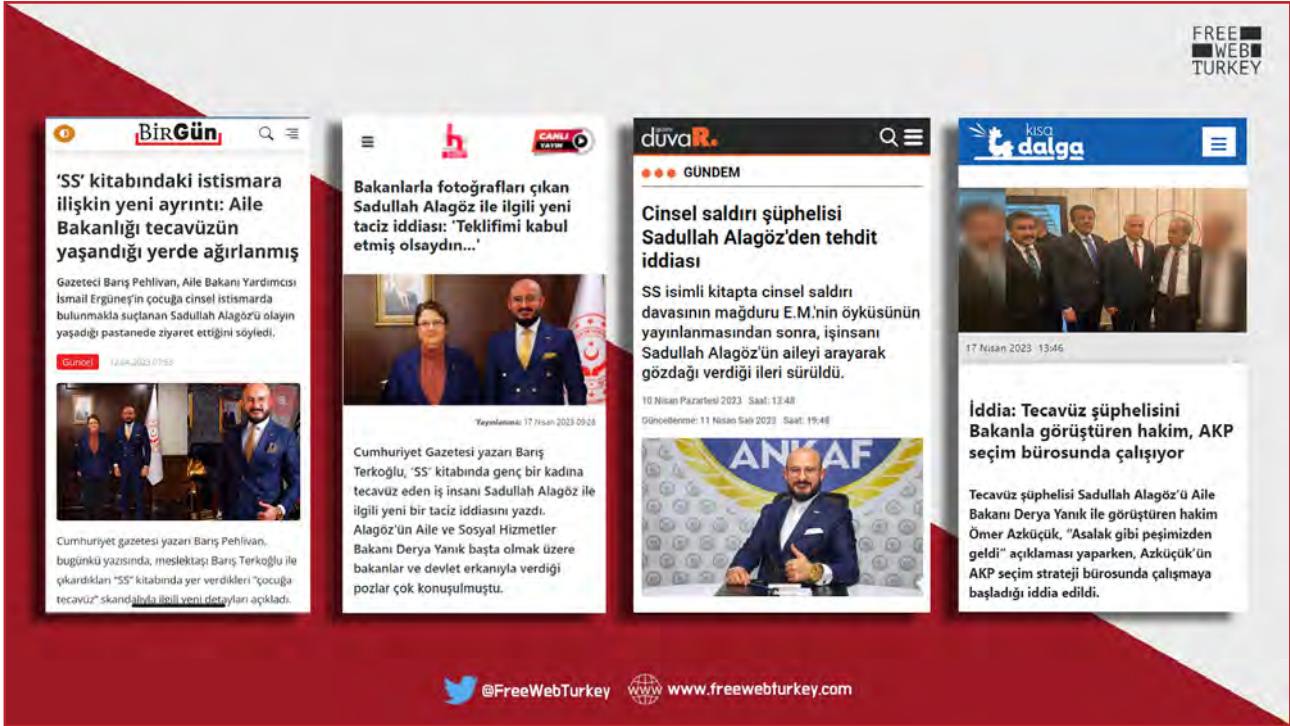 FREE
WEB
TURKEY
BirGün
'SS' kitabındaki istismara
ilişkin yeni ayrıntı: Aile
Bakanlığı tecavüzün
yaşandığı yerde ağırlanmış
Gazeteci Barış Pehlivan, Aile Bakanı Yardımcısı
İsmail Ergüneş'in çocuğa cinsel istismarda
bulunmakla suçlanan Sadullah Alagöz'ü olayın
yaşadığı pastanede ziyaret ettiğini söyledi.
Güncel 12.04.2023 07:53
Cumhuriyet gazetesi yazarı Barış Pehlivan,
bugünkü yazısında, meslektaşı Barış Terkoğlu ile
çıkardıkları "SS" kitabında yer verdikleri "çocuğa
tecavüz" skandalıyla ilgili yeni detayları açıkladı.
h
CANLI
YAYIN
Bakanlarla fotoğrafları çıkan
Sadullah Alagöz ile ilgili yeni
taciz iddiası: 'Teklifimi kabul
etmiş olsaydın...'
Yayınlanma: 17 Nisan 2023 09:28
Cumhuriyet Gazetesi yazarı Barış
Terkoğlu, 'SS' kitabında genç bir kadına
tecavüz eden iş insanı Sadullah Alagöz ile
ilgili yeni bir taciz iddiasını yazdı.
Alagöz'ün Aile ve Sosyal Hizmetler
Bakanı Derya Yanık başta olmak üzere
bakanlar ve devlet erkanıyla verdiği
pozlar çok konuşulmuştu.
duvaR.
GÜNDEM
Cinsel saldırı şüphelisi
Sadullah Alagöz'den tehdit
iddiası
SS isimli kitapta cinsel saldırı
davasının mağduru E.M.'nin öyküsünün
yayınlanmasından sonra, işinsanı
Sadullah Alagöz'ün aileyi arayarak
gözdağı verdiği ileri sürüldü.
10 Nisan Pazartesi 2023 Saat: 13:48
Güncellenme: 11 Nisan Salı 2023 Saat: 19:48
ANKAF
kısa
dalga
17 Nisan 2023 13:46
İddia: Tecavüz şüphelisini
Bakanla görüştüren hakim, AKP
seçim bürosunda çalışıyor
Tecavüz şüphelisi Sadullah Alagöz'ü Aile
Bakanı Derya Yanık ile görüştüren hakim
Ömer Azküçük, "Asalak gibi peşimizden
geldi" açıklaması yaparken, Azküçük'ün
AKP seçim strateji bürosunda çalışmaya
başladığı iddia edildi.
@FreeWebTurkey www www.freewebturkey.com